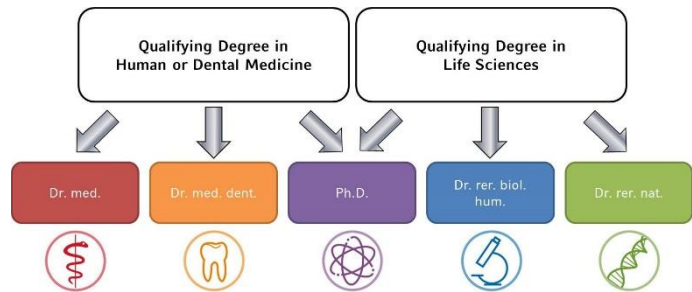 Qualifying Degree in
Human or Dental Medicine
Qualifying Degree in
Life Sciences
Dr. med.
Dr. med. dent.
Ph.D.
Dr. rer. biol.
hum.
Dr. rer. nat.